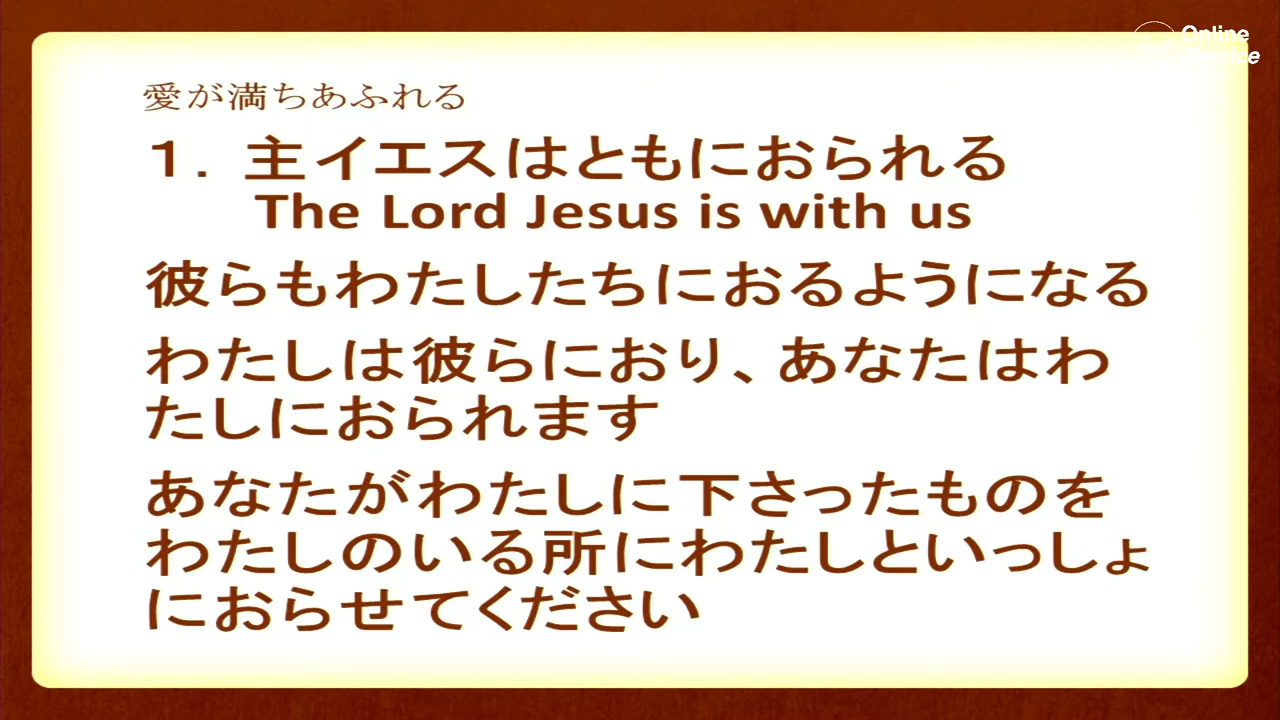 Online
愛が満ちあふれる
１. 主イエスはともにおられる
The Lord Jesus is with us
彼らもわたしたちにおるようになる
わたしは彼らにおり、あなたはわ
たしにおられます
あなたがわたしに下さったものを
わたしのいる所にわたしといっしょ
におらせてください